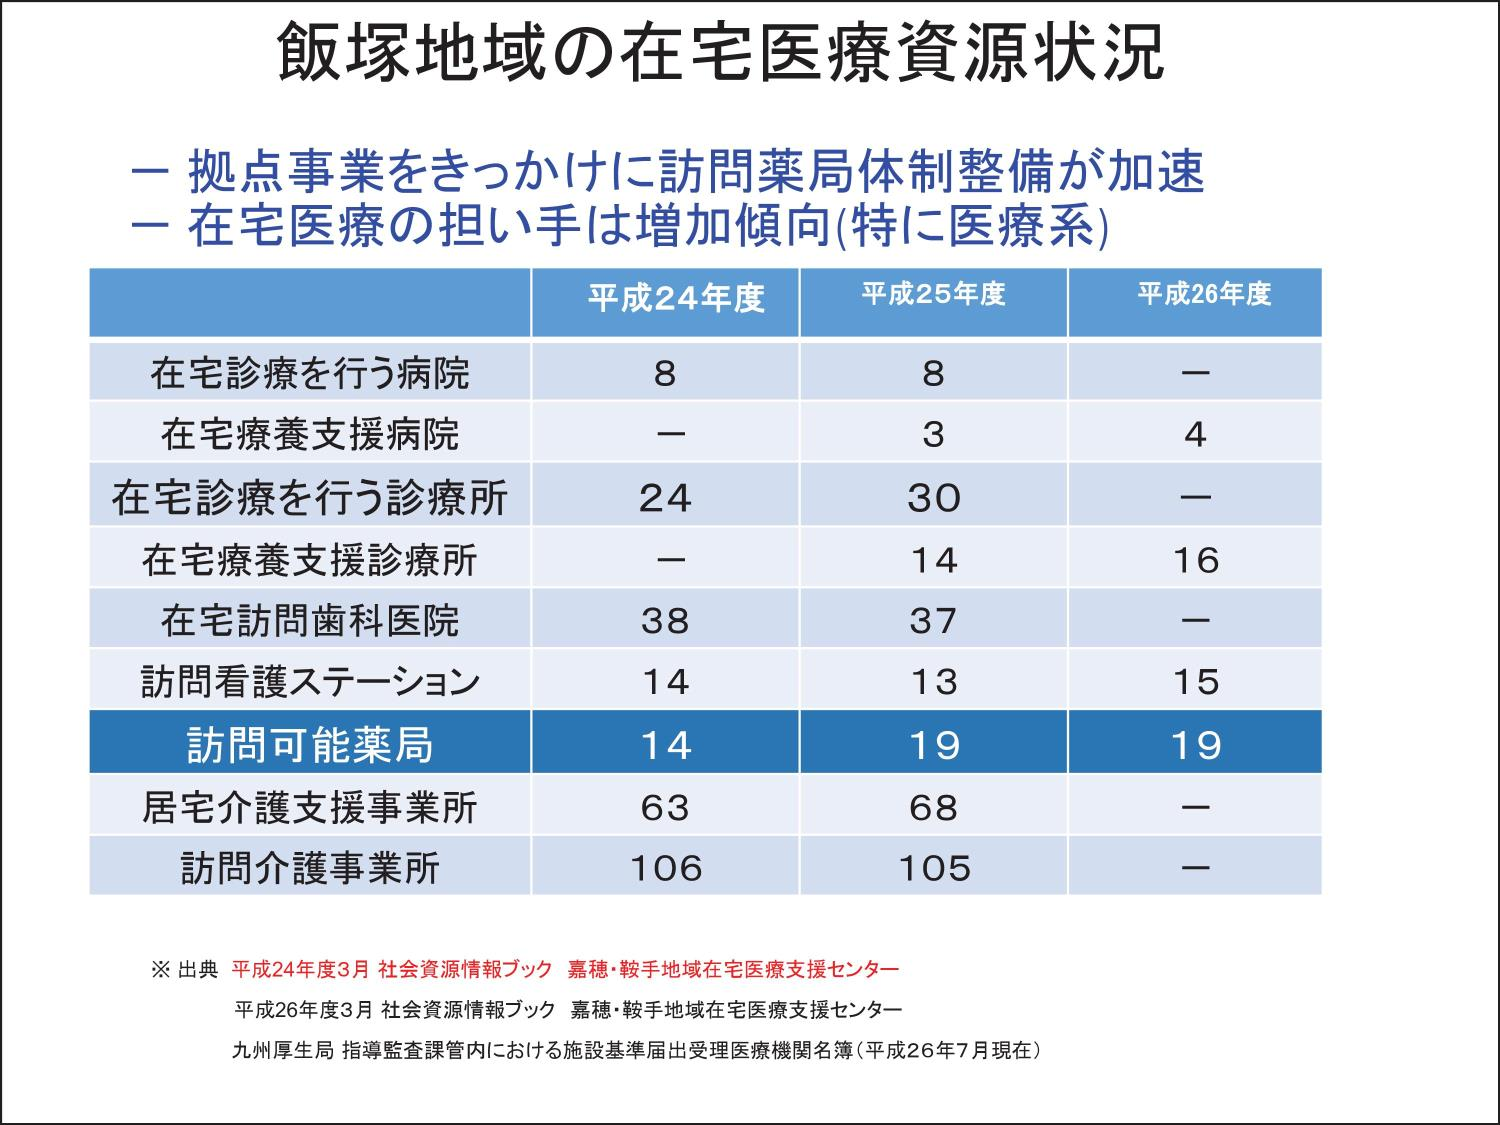 飯塚地域の在宅医療資源状況
－ 拠点事業をきっかけに訪問薬局体制整備が加速
－ 在宅医療の担い手は増加傾向(特に医療系)
平成24年度 平成25年度 平成26年度
在宅診療を行う病院 8 8 －
在宅療養支援病院 － 3 4
在宅診療を行う診療所 24 30 －
在宅療養支援診療所 － 14 16
在宅訪問歯科医院 38 37 －
訪問看護ステーション 14 13 15
訪問可能薬局 14 19 19
居宅介護支援事業所 63 68 －
訪問介護事業所 106 105 －
※ 出典 平成24年度3月 社会資源情報ブック 嘉穂・鞍手地域在宅医療支援センター
平成26年度3月 社会資源情報ブック 嘉穂・鞍手地域在宅医療支援センター
九州厚生局 指導監査課管内における施設基準届出受理医療機関名簿（平成26年7月現在）